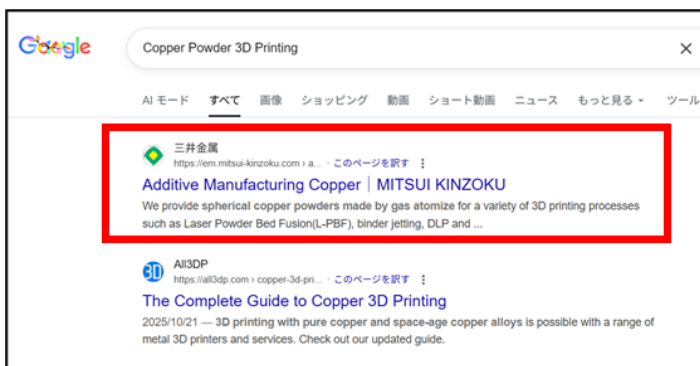 Google
Copper Powder 3D Printing
AI モード すべて 画像 ショッピング 動画 ショート動画 ニュース もっと見る ツール
三井金属
https://em.mitsui-kinzoku.com › a... · このページを訳す
Additive Manufacturing Copper｜MITSUI KINZOKU
We provide spherical copper powders made by gas atomize for a variety of 3D printing processes
such as Laser Powder Bed Fusion(L-PBF), binder jetting, DLP and ...
3D
All3DP
https://all3dp.com › copper-3d-pri... · このページを訳す
The Complete Guide to Copper 3D Printing
2025/10/21 — 3D printing with pure copper and space-age copper alloys is possible with a range of
metal 3D printers and services. Check out our updated guide.